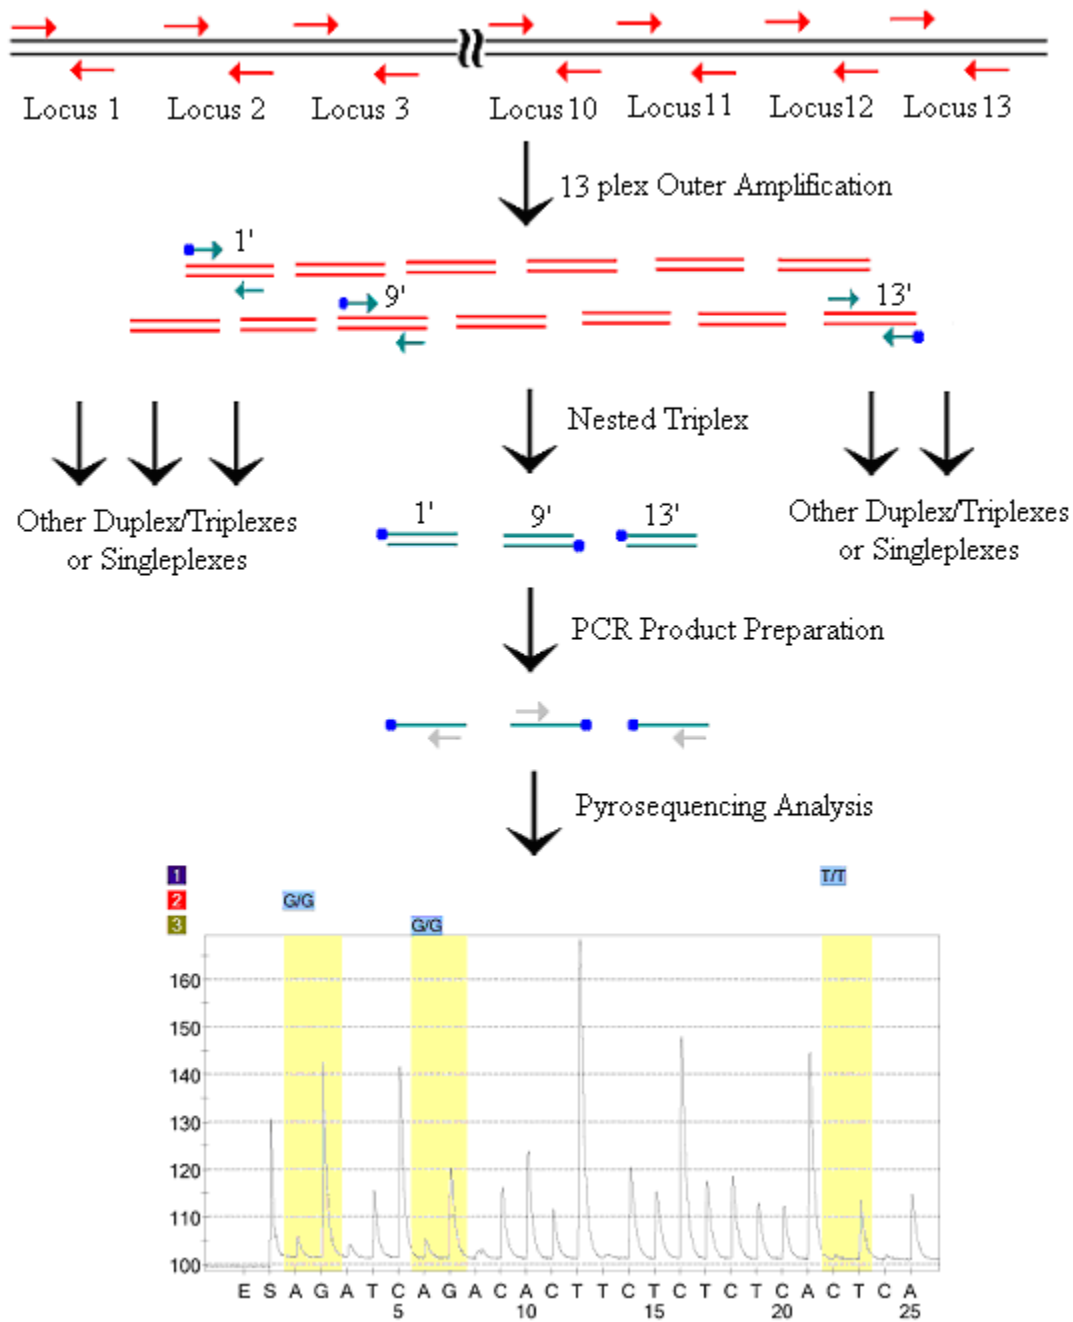 Locus 1 Locus 2 Locus 3 Locus 10 Locus 11 Locus 12 Locus 13
13 plex Outer Amplification
1'
9' 13'
Nested Triplex
Other Duplex/Triplexes
or Singleplexes
1' 9' 13'
Other Duplex/Triplexes
or Singleplexes
PCR Product Preparation
Pyrosequencing Analysis
1 T/T
2 G/G
3 G/G
160
150
140
130
120
110
100
E S A G A T C A G A C A C T T C T C T C T C A C T C A
5 10 15 20 25